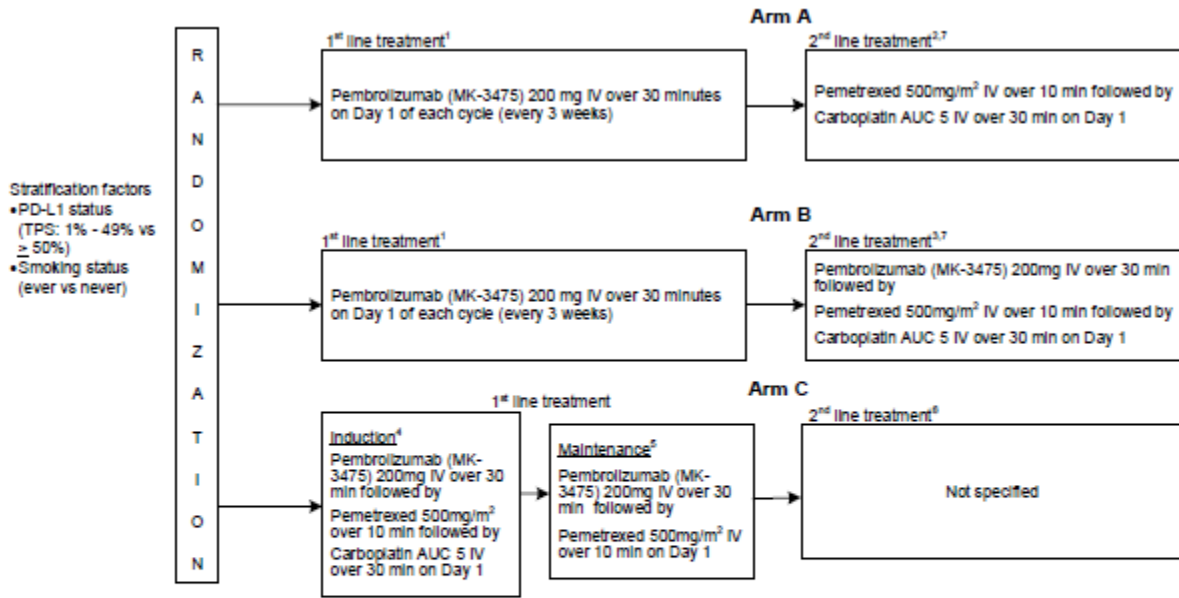 Stratification factors
•PD-L1 status
(TPS: 1% - 49% vs
≥ 50%)
•Smoking status
(ever vs never)
R
A
N
D
O
M
I
Z
A
T
I
O
N
Arm A
1st line treatment1
Pembrolizumab (MK-3475) 200 mg IV over 30 minutes
on Day 1 of each cycle (every 3 weeks)
2nd line treatment2,7
Pemetrexed 500mg/m2 IV over 10 min followed by
Carboplatin AUC 5 IV over 30 min on Day 1
Arm B
1st line treatment1
Pembrolizumab (MK-3475) 200 mg IV over 30 minutes
on Day 1 of each cycle (every 3 weeks)
2nd line treatment3,7
Pembrolizumab (MK-3475) 200mg IV over 30 min
followed by
Pemetrexed 500mg/m2 IV over 10 min followed by
Carboplatin AUC 5 IV over 30 min on Day 1
Arm C
1st line treatment
Induction4
Pembrolizumab (MK-
3475) 200mg IV over 30
min followed by
Pemetrexed 500mg/m2
over 10 min followed by
Carboplatin AUC 5 IV
over 30 min on Day 1
Maintenance5
Pembrolizumab (MK-
3475) 200mg IV over 30
min followed by
Pemetrexed 500mg/m2 IV
over 10 min on Day 1
2nd line treatment6
Not specified